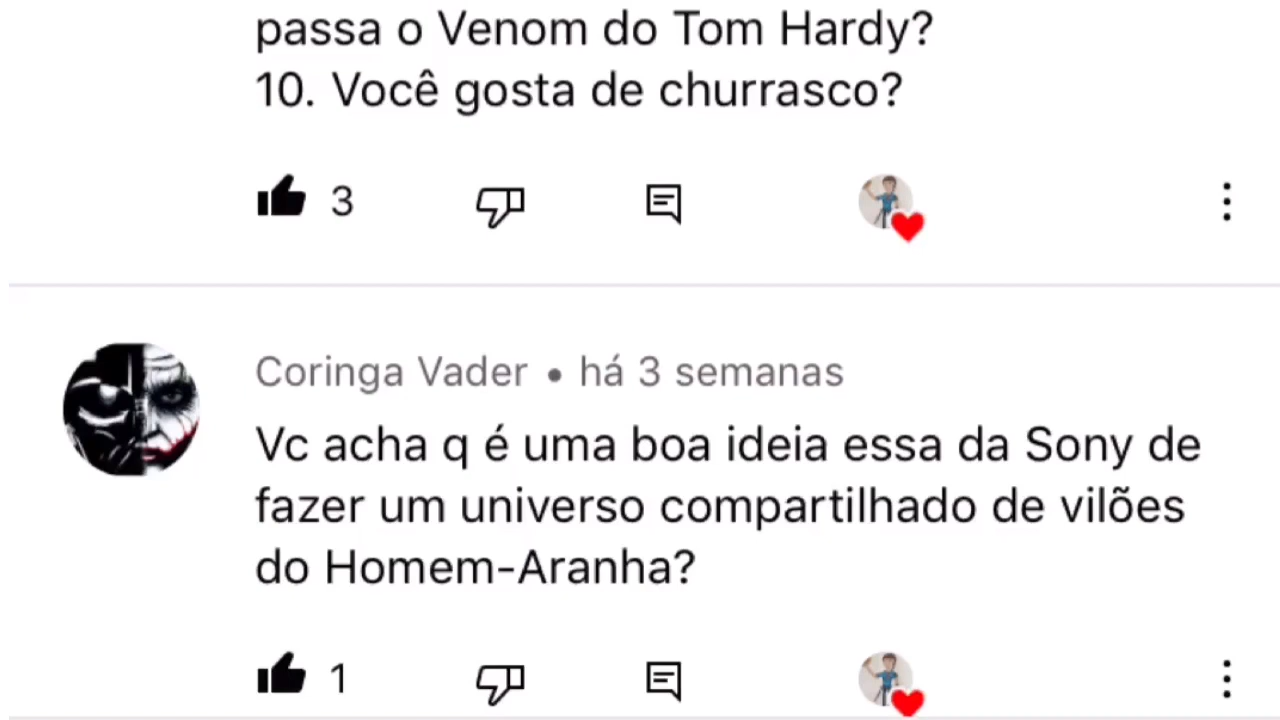 passa o Venom do Tom Hardy?
10. Você gosta de churrasco?
3
Coringa Vader • há 3 semanas
Vc acha q é uma boa ideia essa da Sony de
fazer um universo compartilhado de vilões
do Homem-Aranha?
1